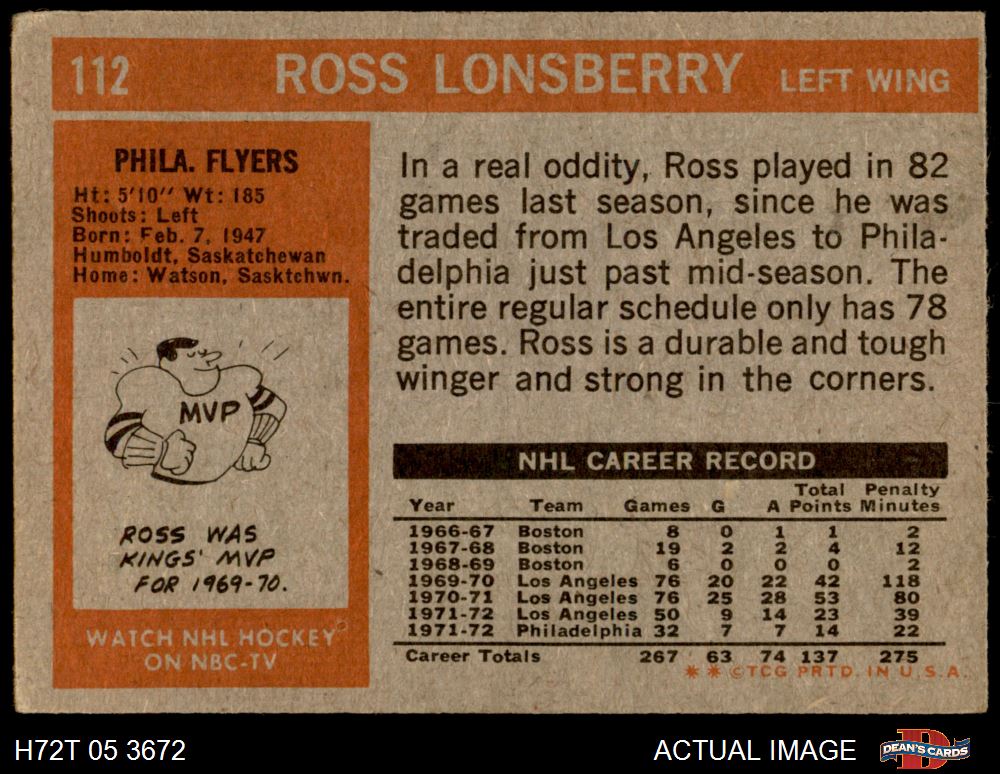 112 ROSS LONSBERRY LEFT WING
PHILA. FLYERS
Ht: 5'10" Wt: 185
Shoots: Left
Born: Feb. 7, 1947
Humboldt, Saskatchewan
Home: Watson, Sasktchwn.
MVP
ROSS WAS
KINGS' MVP
FOR 1969-70.
WATCH NHL HOCKEY
ON NBC-TV
In a real oddity, Ross played in 82
games last season, since he was
traded from Los Angeles to Phila-
delphia just past mid-season. The
entire regular schedule only has 78
games. Ross is a durable and tough
winger and strong in the corners.
NHL CAREER RECORD
Total Penalty
Year Team Games G A Points Minutes
1966-67 Boston 8 0 1 1 2
1967-68 Boston 19 2 2 4 12
1968-69 Boston 6 0 0 0 2
1969-70 Los Angeles 76 20 22 42 118
1970-71 Los Angeles 76 25 28 53 80
1971-72 Los Angeles 50 9 14 23 39
1971-72 Philadelphia 32 7 7 14 22
Career Totals 267 63 74 137 275
✶ ✶ © TCG PRTD. IN U.S.A.
H72T 05 3672 ACTUAL IMAGE DEAN'S CARDS